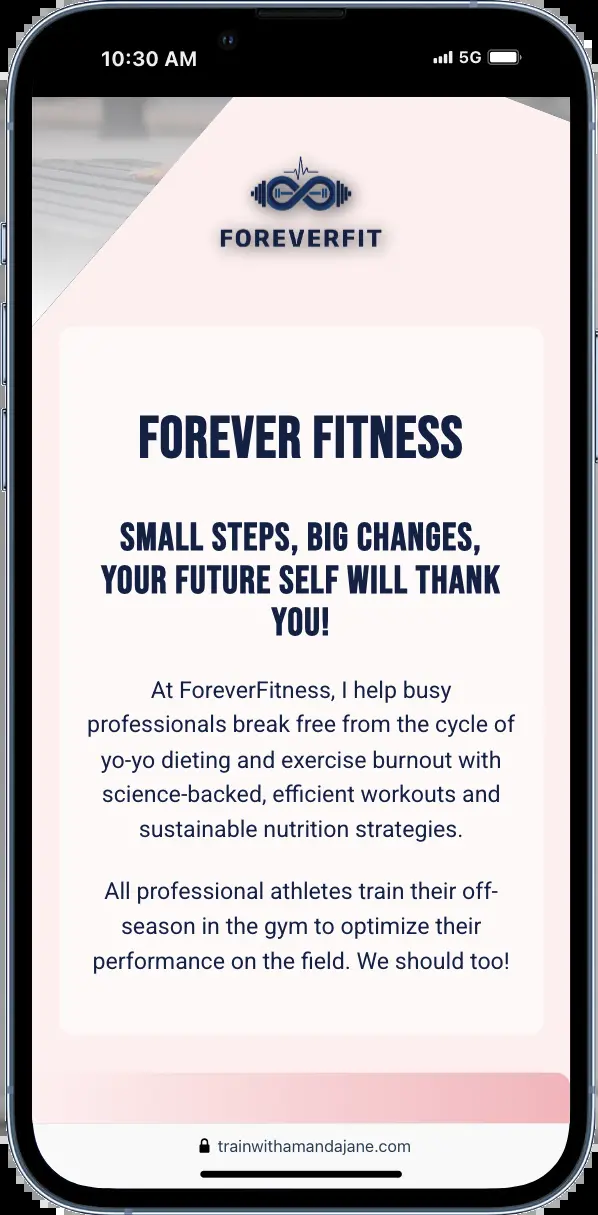 10:30 AM
5G
FOREVERFIT
FOREVER FITNESS
SMALL STEPS, BIG CHANGES,
YOUR FUTURE SELF WILL THANK
YOU!
At ForeverFitness, I help busy
professionals break free from the cycle of
yo-yo dieting and exercise burnout with
science-backed, efficient workouts and
sustainable nutrition strategies.
All professional athletes train their off-
season in the gym to optimize their
performance on the field. We should too!
trainwithamandajane.com